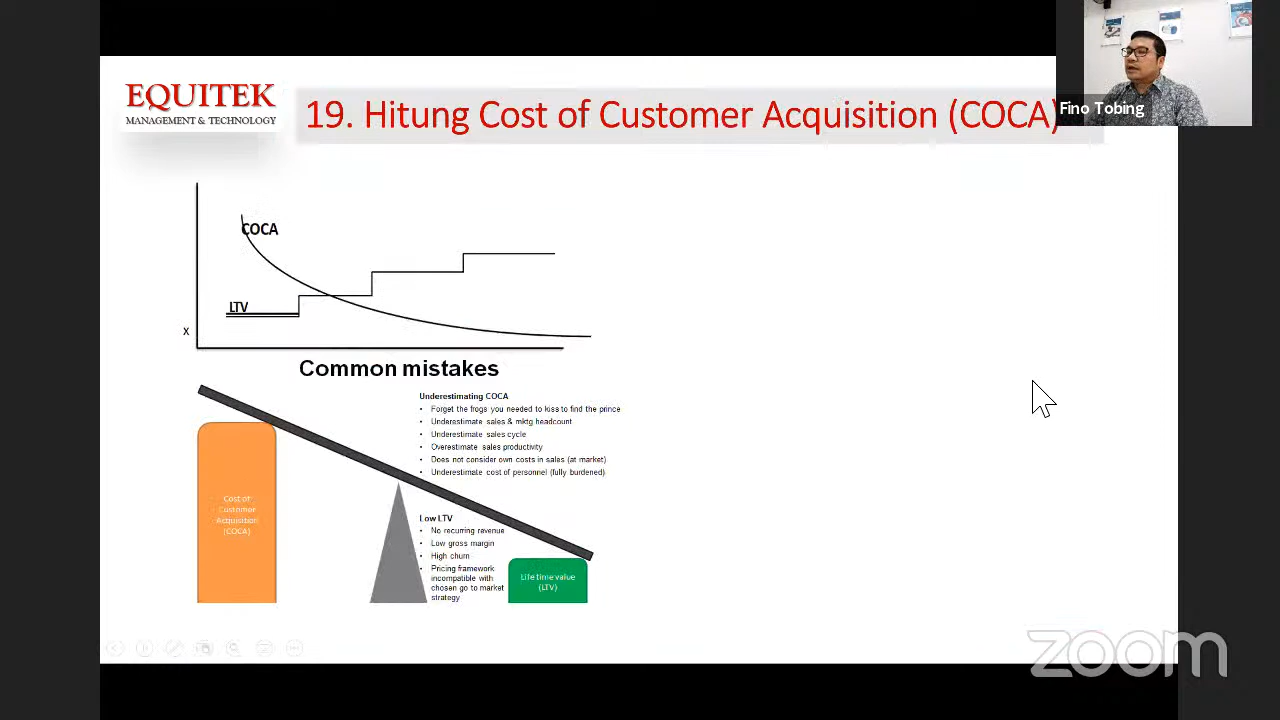 EQUITEK
MANAGEMENT & TECHNOLOGY
19. Hitung Cost of Customer Acquisition (COCA)
Fino Tobing
COCA
LTV
X
Common mistakes
Underestimating COCA
• Forget the frogs you needed to kiss to find the prince
• Underestimate sales & mktg headcount
• Underestimate sales cycle
• Overestimate sales productivity
• Does not consider own costs in sales (at market)
• Underestimate cost of personnel (fully burdened)
Cost of
Customer
Acquisition
(COCA)
Low LTV
• No recurring revenue
• Low gross margin
• High churn
• Pricing framework
incompatible with
chosen go to market
strategy
Life time value
(LTV)
zoom